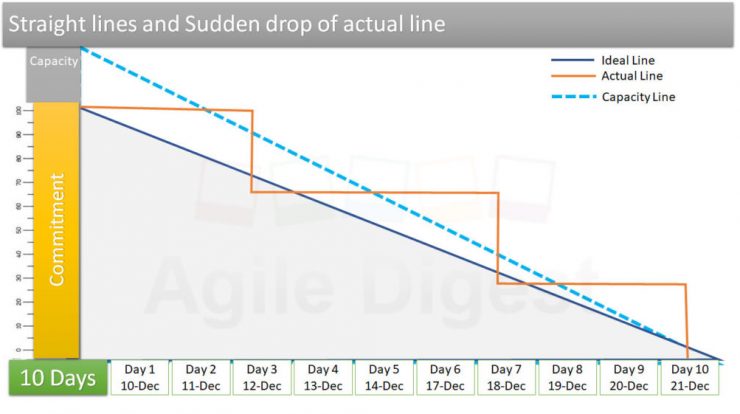 Straight lines and Sudden drop of actual line
Capacity
Ideal Line
Actual Line
Capacity Line
100
90
80
70
60
50
40
30
20
10
0
Commitment
Agile Digest
10 Days
Day 1
10-Dec
Day 2
11-Dec
Day 3
12-Dec
Day 4
13-Dec
Day 5
14-Dec
Day 6
17-Dec
Day 7
18-Dec
Day 8
19-Dec
Day 9
20-Dec
Day 10
21-Dec